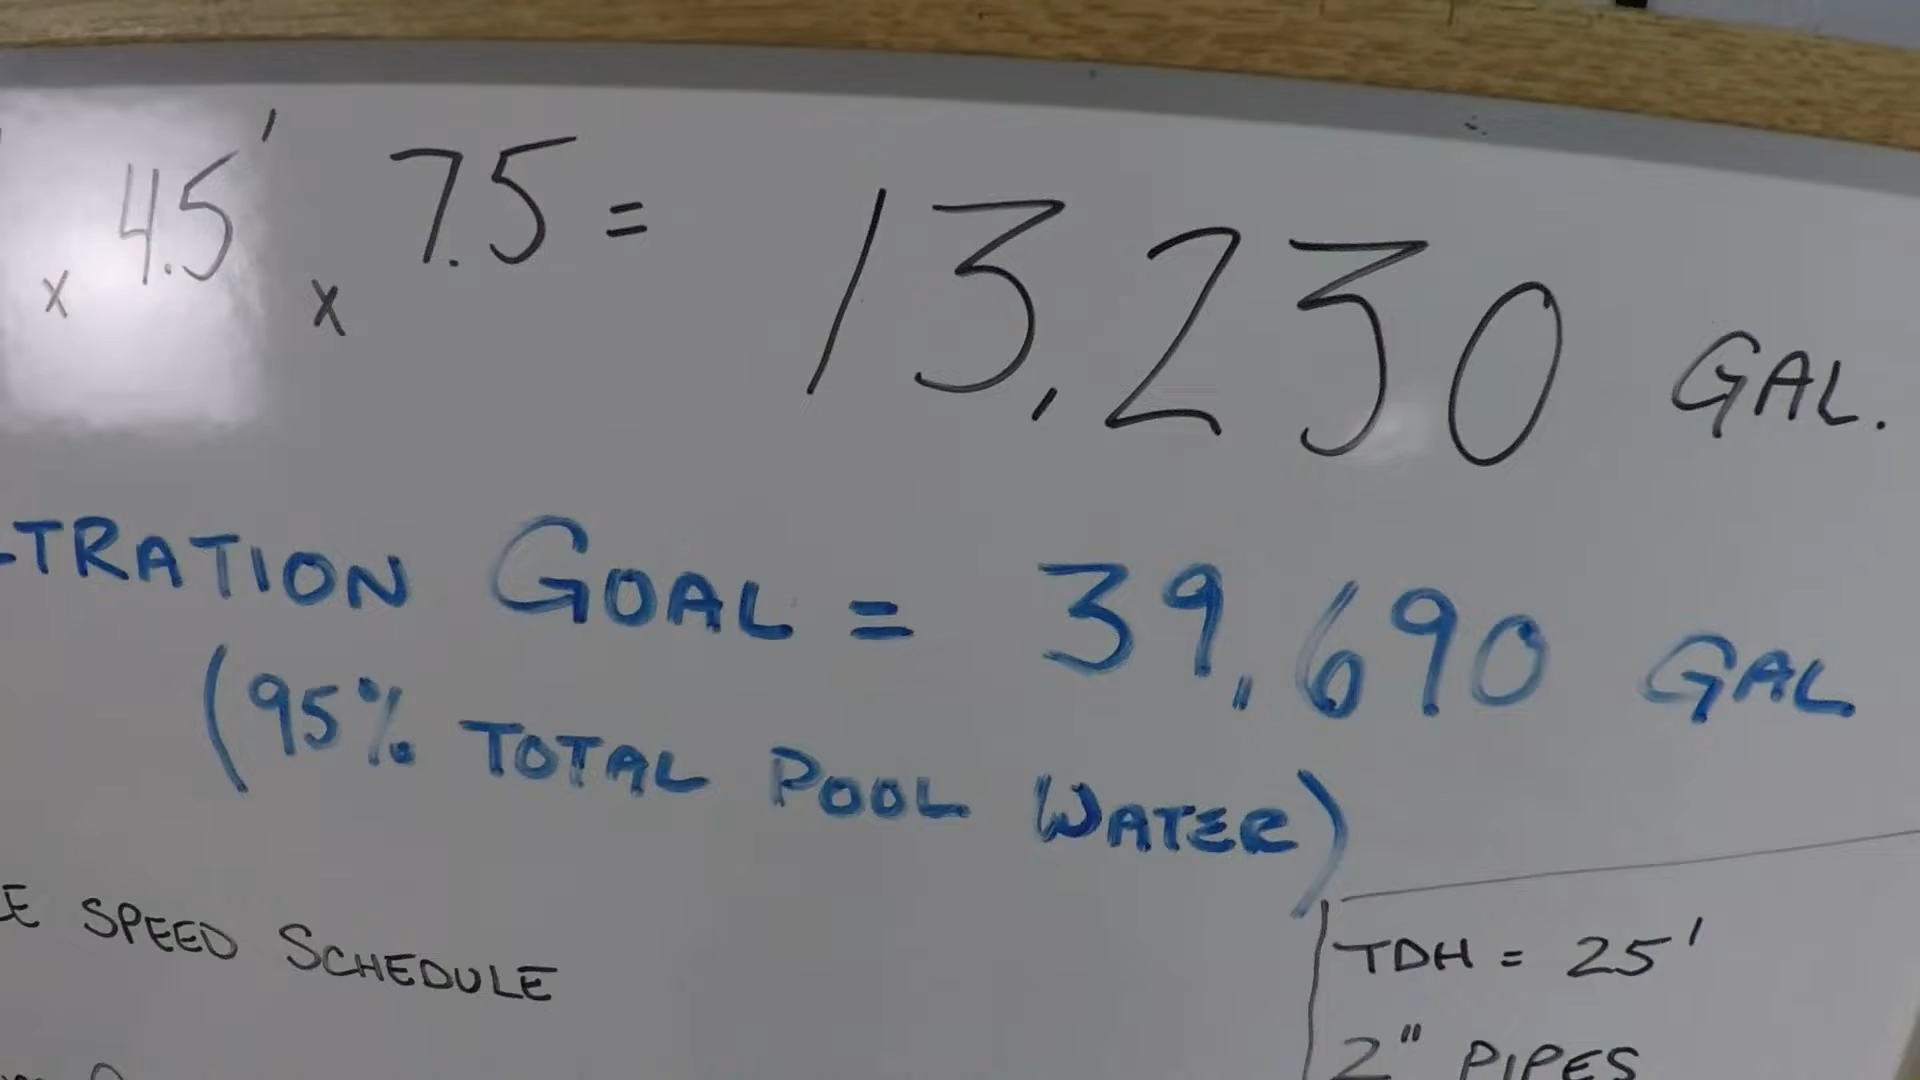 x 4.5' x 7.5 = 13,230 GAL.
TRATION GOAL = 39,690 GAL
(95% TOTAL POOL WATER)
E SPEED SCHEDULE
TDH = 25'
2" PIPES